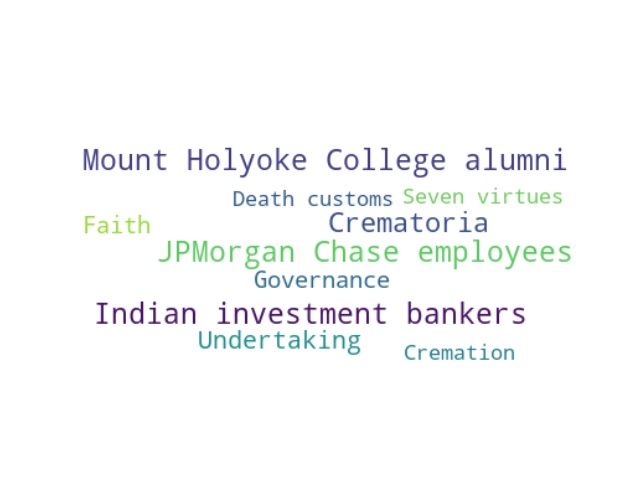 Mount Holyoke College alumni
Death customs Seven virtues
Faith Crematoria
JPMorgan Chase employees
Governance
Indian investment bankers
Undertaking
Cremation